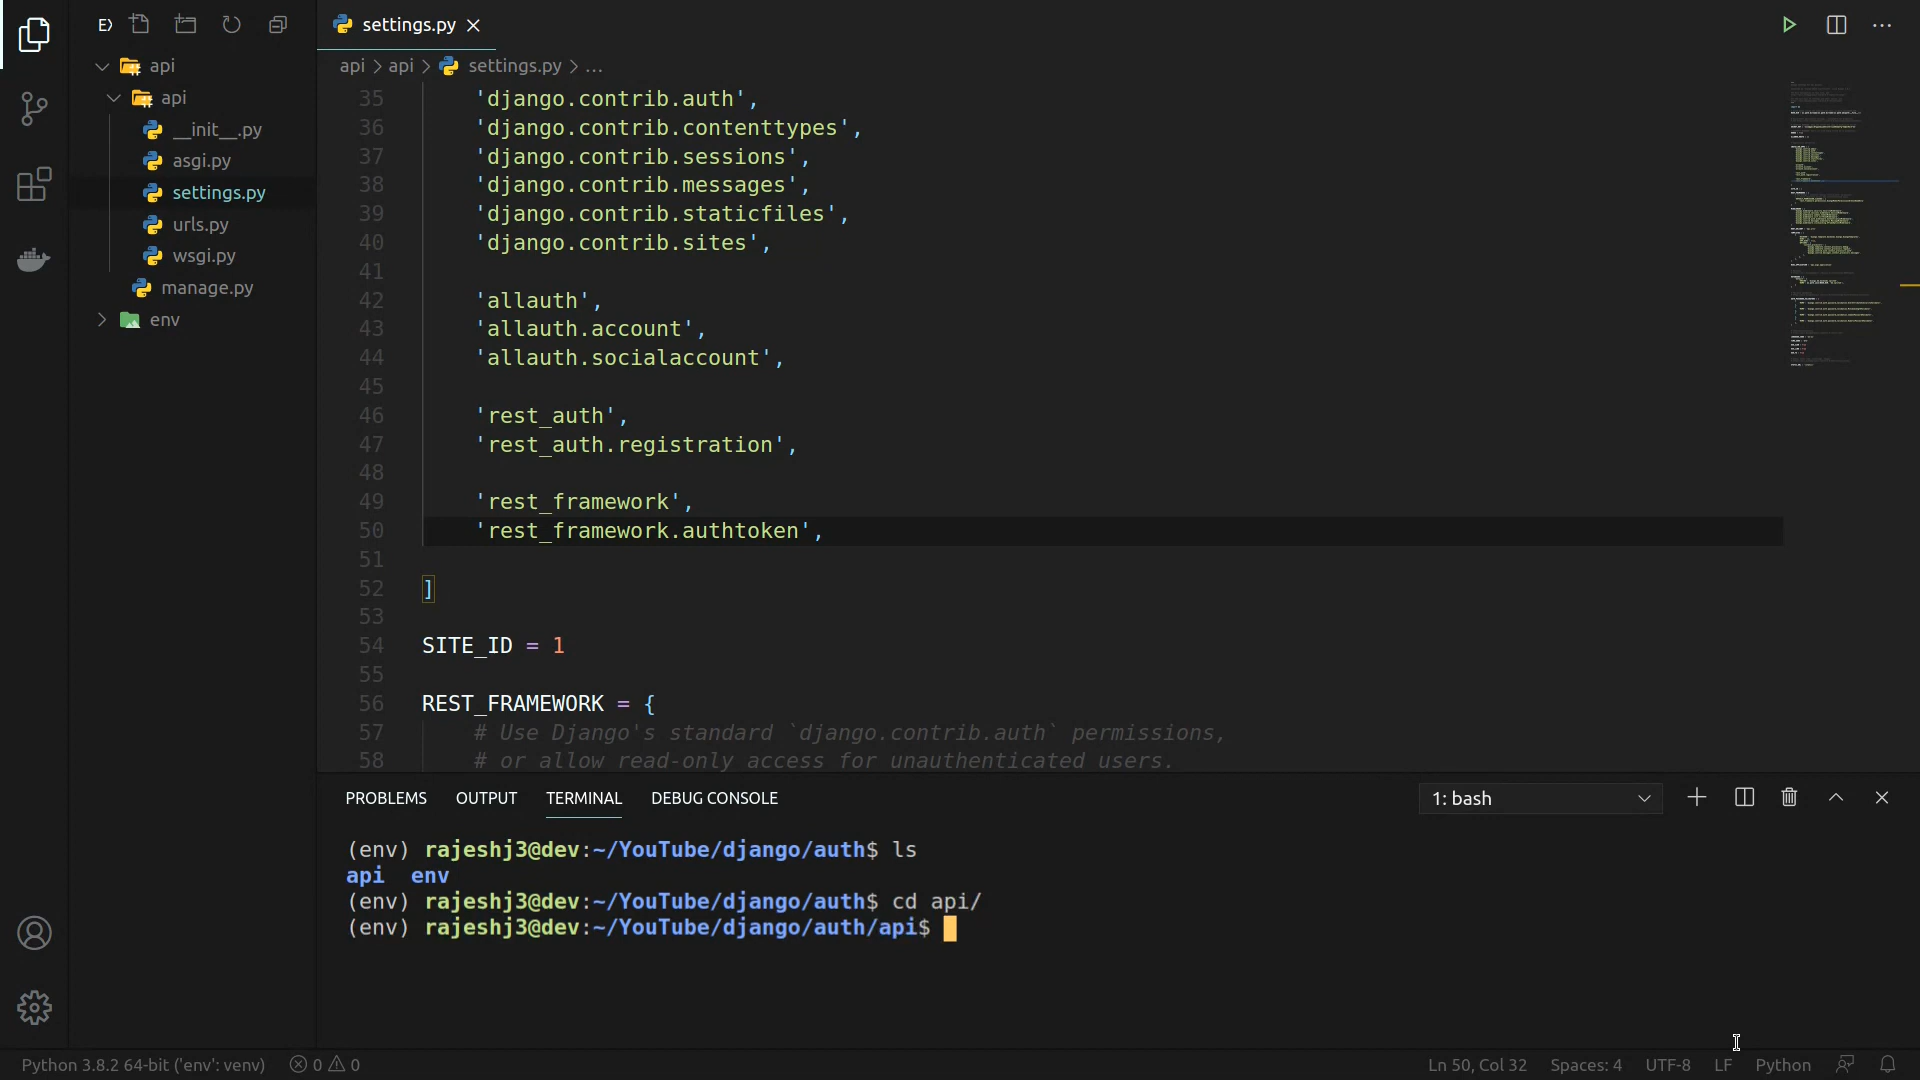 EX
settings.py
api > api > settings.py > ...
api
api
__init__.py
asgi.py
settings.py
urls.py
wsgi.py
manage.py
env
35 'django.contrib.auth',
36 'django.contrib.contenttypes',
37 'django.contrib.sessions',
38 'django.contrib.messages',
39 'django.contrib.staticfiles',
40 'django.contrib.sites',
41
42 'allauth',
43 'allauth.account',
44 'allauth.socialaccount',
45
46 'rest_auth',
47 'rest_auth.registration',
48
49 'rest_framework',
50 'rest_framework.authtoken',
51
52 ]
53
54 SITE_ID = 1
55
56 REST_FRAMEWORK = {
57 # Use Django's standard `django.contrib.auth` permissions,
58 # or allow read-only access for unauthenticated users.
PROBLEMS OUTPUT TERMINAL DEBUG CONSOLE 1: bash
(env) rajeshj3@dev:~/YouTube/django/auth$ ls
api env
(env) rajeshj3@dev:~/YouTube/django/auth$ cd api/
(env) rajeshj3@dev:~/YouTube/django/auth/api$
Python 3.8.2 64-bit ('env': venv) 0 0 Ln 50, Col 32 Spaces: 4 UTF-8 LF Python